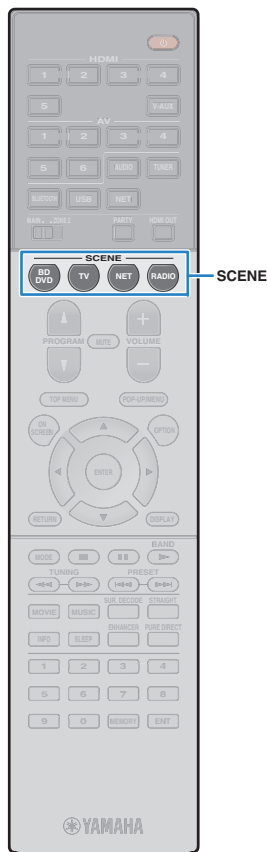 HDMI
1 2 3 4
5 V-AUX
AV
1 2 3 4
5 6 AUDIO TUNER
BLUETOOTH USB NET
MAIN ZONE2 PARTY HDMI OUT
SCENE
BD DVD TV NET RADIO
SCENE
PROGRAM MUTE VOLUME
TOP MENU POP-UP/MENU
ON SCREEN OPTION
ENTER
RETURN DISPLAY
BAND
MODE
TUNING PRESET
MOVIE MUSIC SUR. DECODE STRAIGHT
INFO SLEEP ENHANCER PURE DIRECT
1 2 3 4
5 6 7 8
9 0 MEMORY ENT
YAMAHA